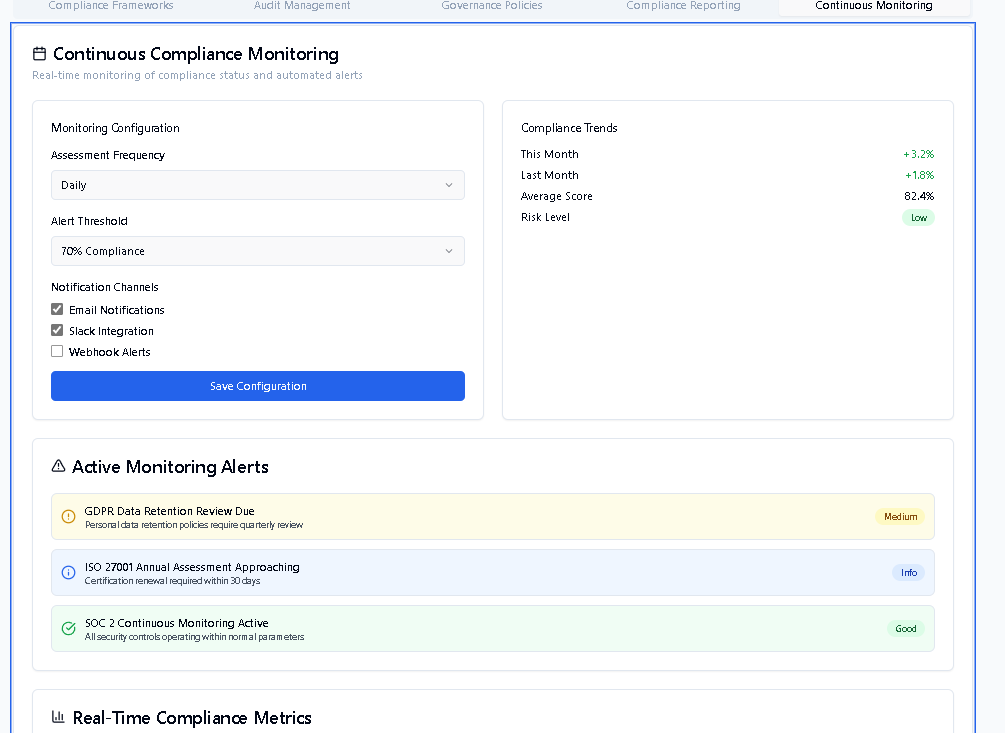 Compliance Frameworks
Audit Management
Governance Policies
Compliance Reporting
Continuous Monitoring
Continuous Compliance Monitoring
Real-time monitoring of compliance status and automated alerts
Monitoring Configuration
Assessment Frequency
Daily
Alert Threshold
70% Compliance
Notification Channels
Email Notifications
Slack Integration
Webhook Alerts
Save Configuration
Compliance Trends
This Month +3.2%
Last Month +1.8%
Average Score 82.4%
Risk Level Low
Active Monitoring Alerts
GDPR Data Retention Review Due
Personal data retention policies require quarterly review
Medium
ISO 27001 Annual Assessment Approaching
Certification renewal required within 30 days
Info
SOC 2 Continuous Monitoring Active
All security controls operating within normal parameters
Good
Real-Time Compliance Metrics